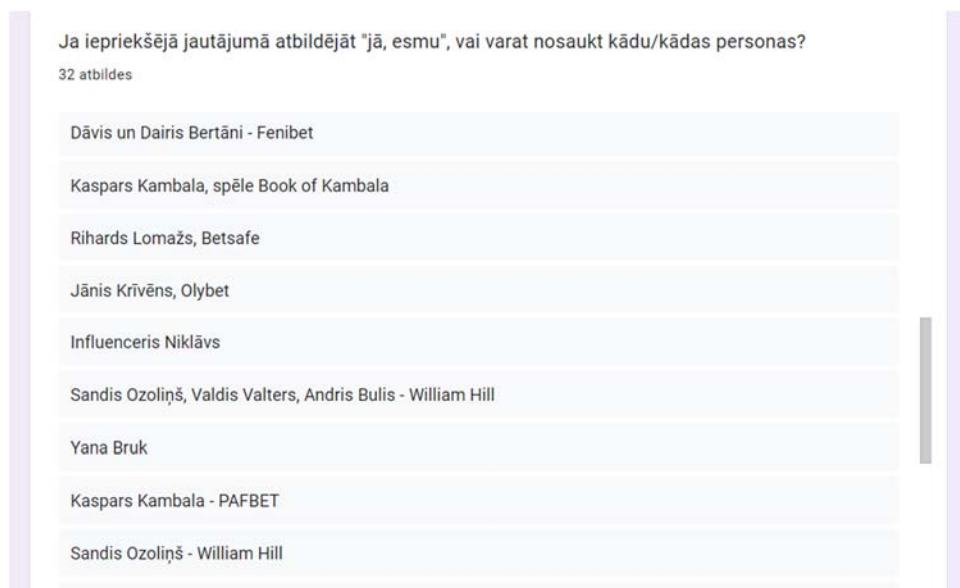 Ja iepriekšējā jautājumā atbildējāt "jā, esmu", vai varat nosaukt kādu/kādas personas?
32 atbildes
Dāvis un Dairis Bertāni - Fenibet
Kaspars Kambala, spēle Book of Kambala
Rihards Lomažs, Betsafe
Jānis Krīvēns, Olybet
Influenceris Niklāvs
Sandis Ozoliņš, Valdis Valters, Andris Bulis - William Hill
Yana Bruk
Kaspars Kambala - PAFBET
Sandis Ozoliņš - William Hill